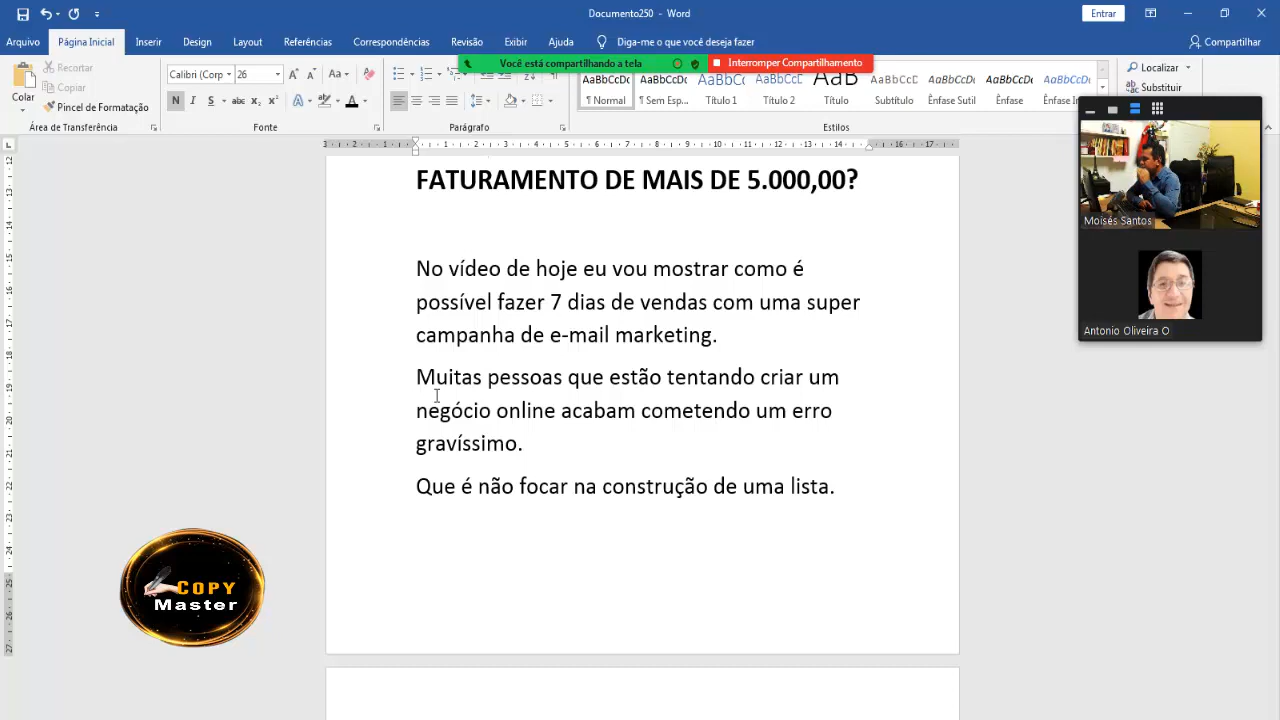 Documento250 - Word
Entrar
Arquivo
Página Inicial
Inserir
Design
Layout
Referências
Correspondências
Revisão
Exibir
Ajuda
Diga-me o que você deseja fazer
Compartilhar
Você está compartilhando a tela
Interromper Compartilhamento
Colar
Recortar
Copiar
Pincel de Formatação
Área de Transferência
Calibri (Corp
26
Fonte
Parágrafo
AaBbCcDc
¶ Normal
AaBbCcDc
¶ Sem Esp...
AaBbCc
Título 1
AaBbCcC
Título 2
AaB
Título
AaBbCcD
Subtítulo
AaBbCcDc
Ênfase Sutil
AaBbCcDc
Ênfase
AaBbCcDc
Ênfase In
Estilos
Localizar
Substituir
FATURAMENTO DE MAIS DE 5.000,00?
No vídeo de hoje eu vou mostrar como é
possível fazer 7 dias de vendas com uma super
campanha de e-mail marketing.
Muitas pessoas que estão tentando criar um
negócio online acabam cometendo um erro
gravíssimo.
Que é não focar na construção de uma lista.
COPY
Master
Moisés Santos
Antonio Oliveira O